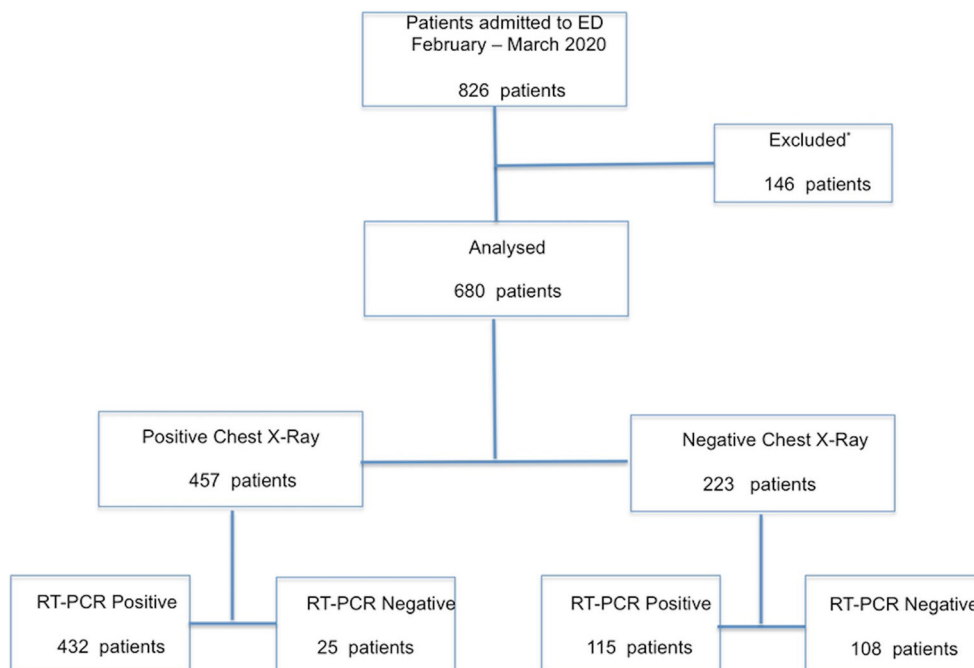 Patients admitted to ED
February – March 2020
826 patients
Excluded*
146 patients
Analysed
680 patients
Positive Chest X-Ray
457 patients
Negative Chest X-Ray
223 patients
RT-PCR Positive
432 patients
RT-PCR Negative
25 patients
RT-PCR Positive
115 patients
RT-PCR Negative
108 patients